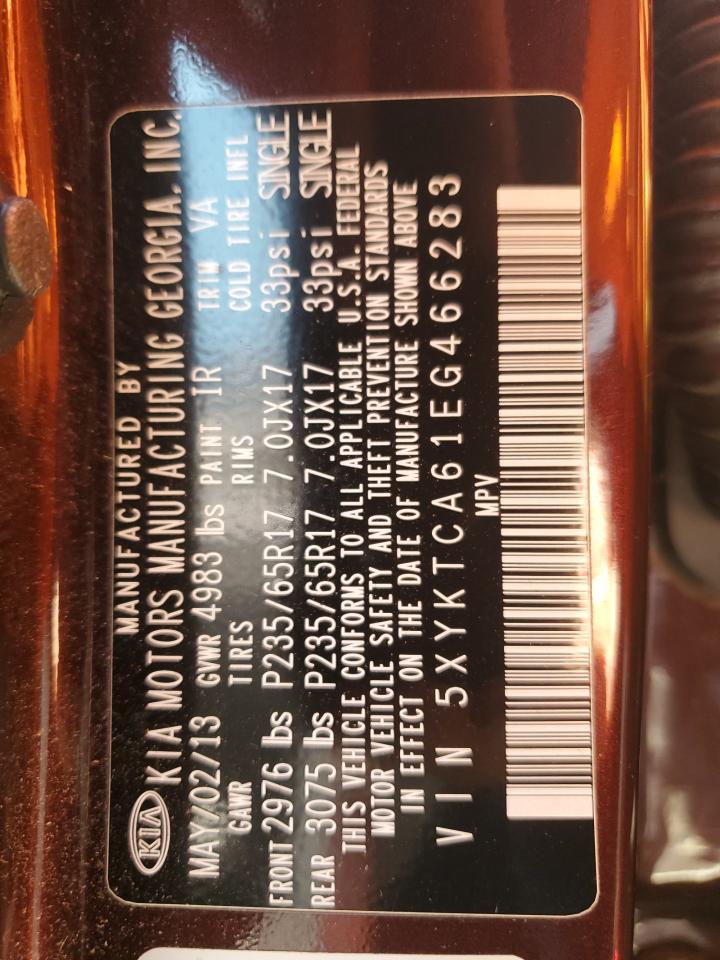 MANUFACTURED BY
KIA KIA MOTORS MANUFACTURING GEORGIA, INC.
MAY/02/13 GVWR 4983 lbs PAINT IR TRIM VA
GAWR TIRES RIMS COLD TIRE INFL
FRONT 2976 lbs P235/65R17 7.0JX17 33psi SINGLE
REAR 3075 lbs P235/65R17 7.0JX17 33psi SINGLE
THIS VEHICLE CONFORMS TO ALL APPLICABLE U.S.A. FEDERAL
MOTOR VEHICLE SAFETY AND THEFT PREVENTION STANDARDS
IN EFFECT ON THE DATE OF MANUFACTURE SHOWN ABOVE
VIN 5XYKTCA61EG466283
MPV